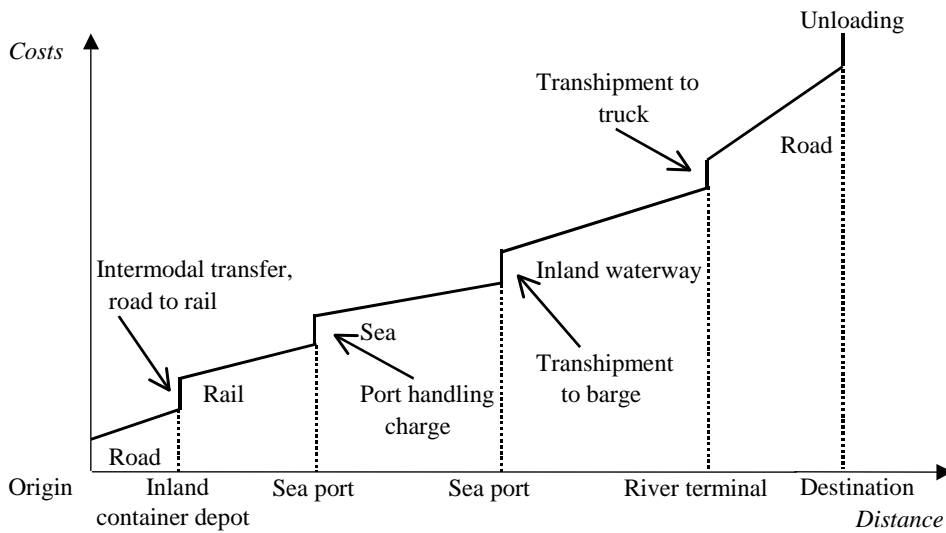 Unloading
Costs
Transhipment to
truck
Road
Intermodal transfer,
road to rail
Inland waterway
Sea
Transhipment
to barge
Rail
Port handling
charge
Road
Origin
Inland
container depot
Sea port
Sea port
River terminal
Destination
Distance